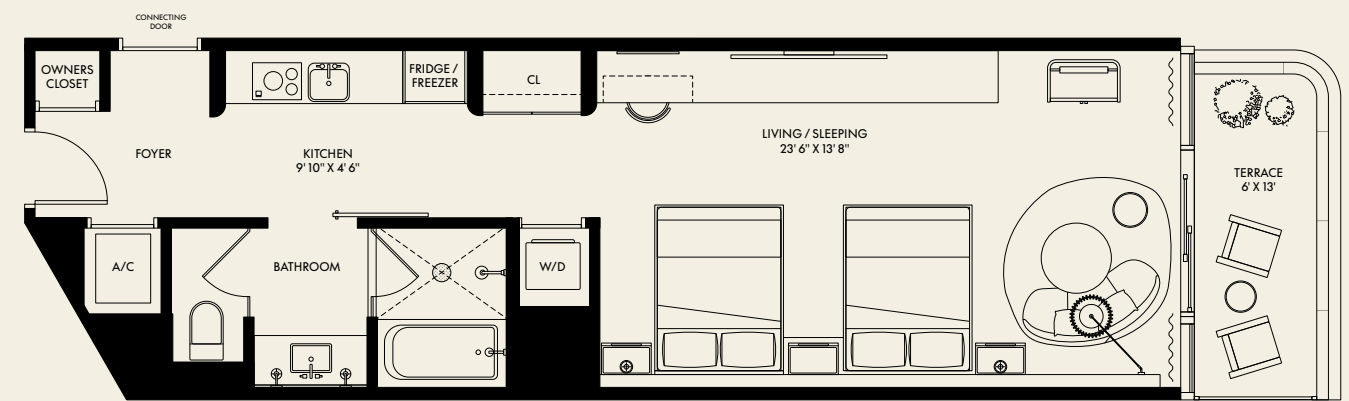 CONNECTING
DOOR
OWNERS
CLOSET
FRIDGE /
FREEZER
CL
FOYER
KITCHEN
9' 10" X 4' 6"
LIVING / SLEEPING
23' 6" X 13' 8"
TERRACE
6' X 13'
A/C
BATHROOM
W/D